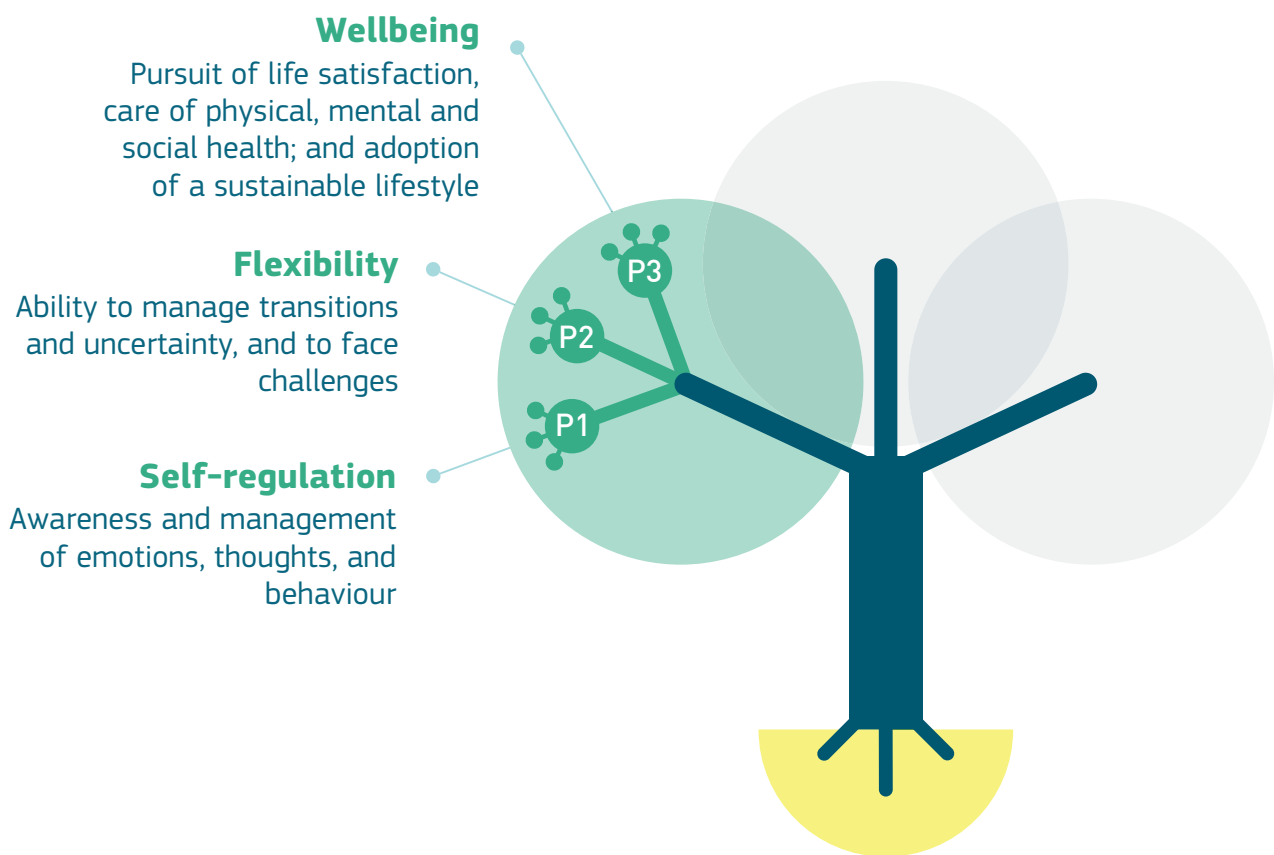 Wellbeing
Pursuit of life satisfaction,
care of physical, mental and
social health; and adoption
of a sustainable lifestyle
P3
Flexibility
Ability to manage transitions
and uncertainty, and to face
challenges
P2
Self-regulation
Awareness and management
of emotions, thoughts, and
behaviour
P1